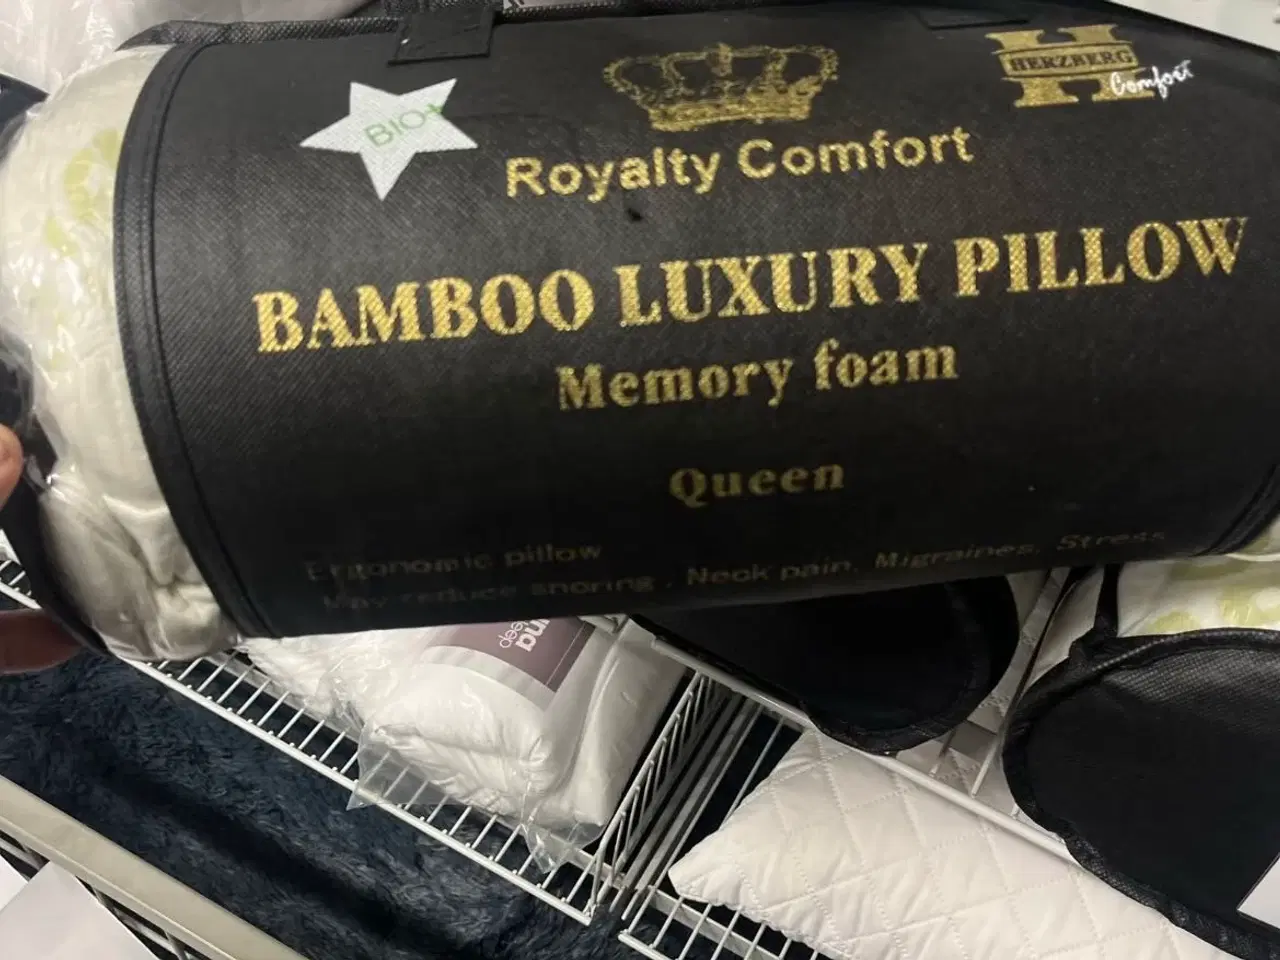 BIO+
HERZBERG
Comfort
Royalty Comfort
BAMBOO LUXURY PILLOW
Memory foam
Queen
Ergonomic pillow
May reduce snoring, Neck pain, Migraines, Stress